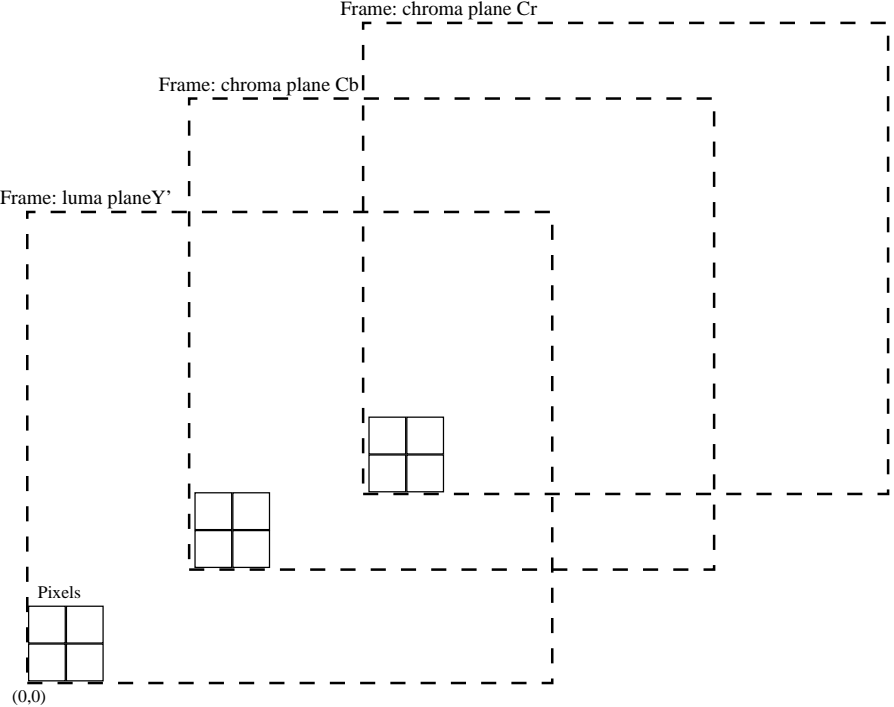 Frame: chroma plane Cr
Frame: chroma plane Cb
Frame: luma planeY’
Pixels
(0,0)